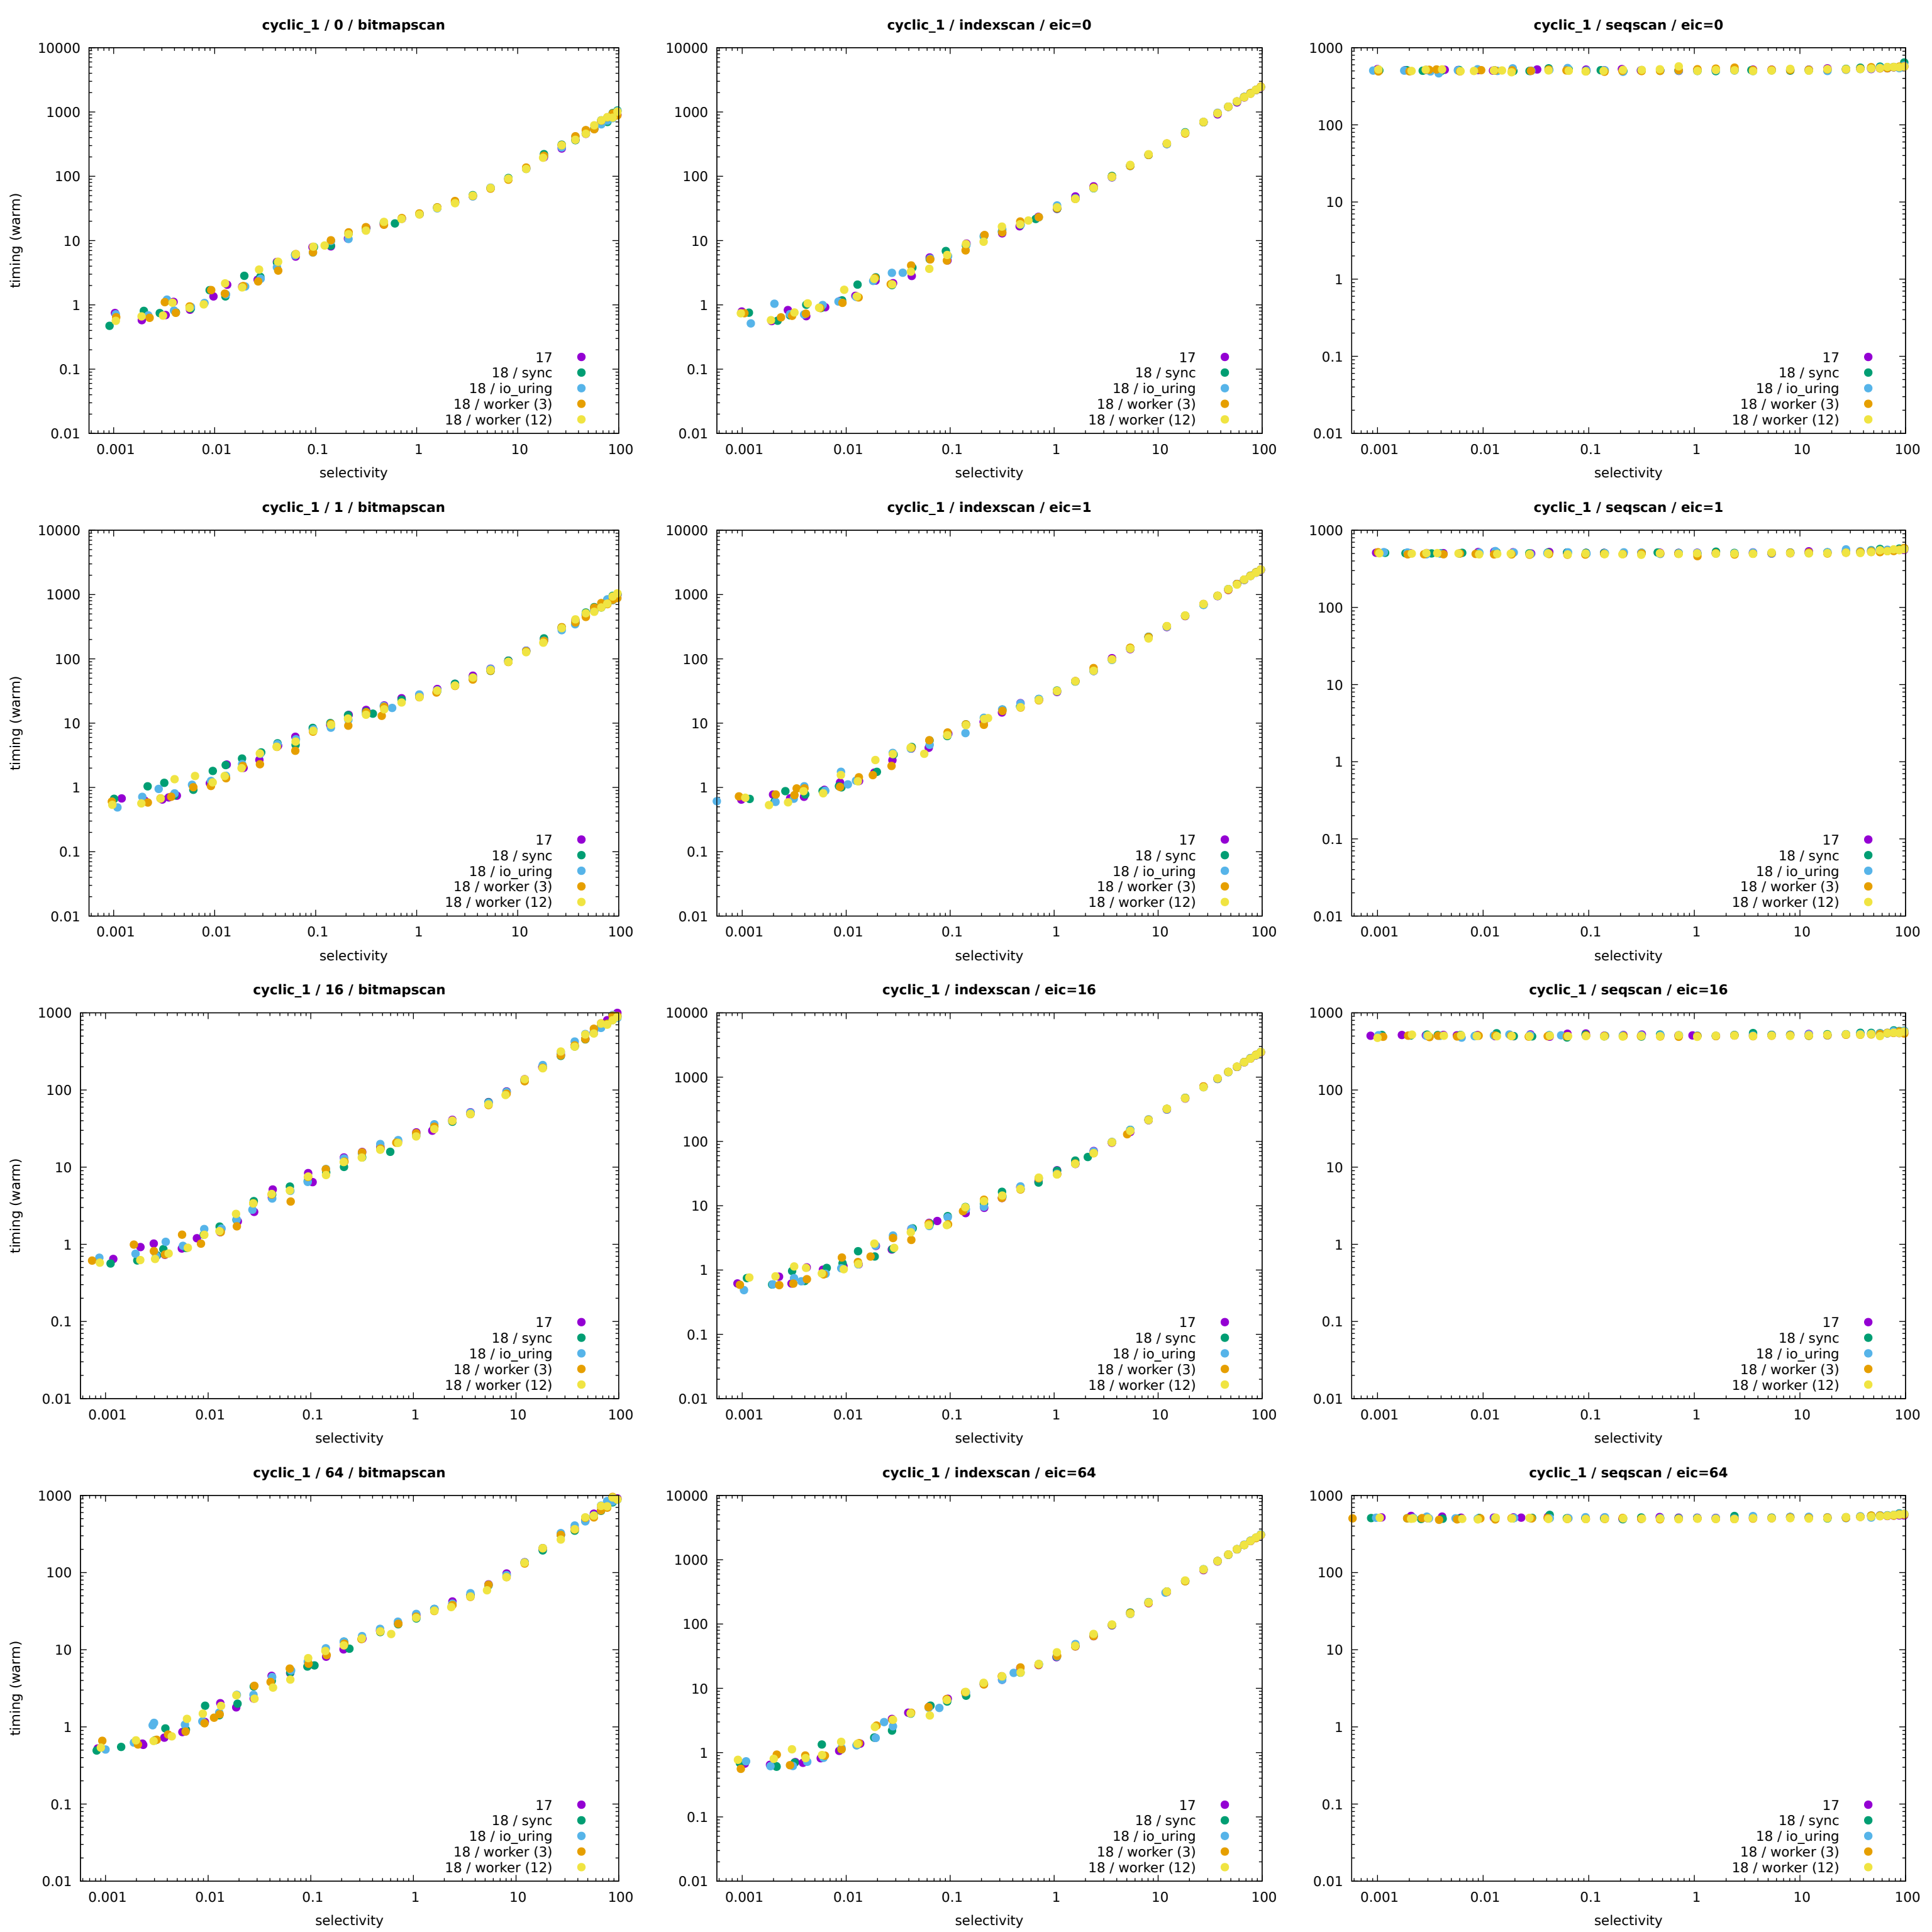 cyclic_1 / 0 / bitmapscan
10000
1000
100
10
1
0.1
0.01
timing (warm)
0.001 0.01 0.1 1 10 100
selectivity
17
18 / sync
18 / io_uring
18 / worker (3)
18 / worker (12)
cyclic_1 / indexscan / eic=0
10000
1000
100
10
1
0.1
0.01
0.001 0.01 0.1 1 10 100
selectivity
17
18 / sync
18 / io_uring
18 / worker (3)
18 / worker (12)
cyclic_1 / seqscan / eic=0
1000
100
10
1
0.1
0.01
0.001 0.01 0.1 1 10 100
selectivity
17
18 / sync
18 / io_uring
18 / worker (3)
18 / worker (12)
cyclic_1 / 1 / bitmapscan
10000
1000
100
10
1
0.1
0.01
timing (warm)
0.001 0.01 0.1 1 10 100
selectivity
17
18 / sync
18 / io_uring
18 / worker (3)
18 / worker (12)
cyclic_1 / indexscan / eic=1
10000
1000
100
10
1
0.1
0.01
0.001 0.01 0.1 1 10 100
selectivity
17
18 / sync
18 / io_uring
18 / worker (3)
18 / worker (12)
cyclic_1 / seqscan / eic=1
1000
100
10
1
0.1
0.01
0.001 0.01 0.1 1 10 100
selectivity
17
18 / sync
18 / io_uring
18 / worker (3)
18 / worker (12)
cyclic_1 / 16 / bitmapscan
1000
100
10
1
0.1
0.01
timing (warm)
0.001 0.01 0.1 1 10 100
selectivity
17
18 / sync
18 / io_uring
18 / worker (3)
18 / worker (12)
cyclic_1 / indexscan / eic=16
10000
1000
100
10
1
0.1
0.01
0.001 0.01 0.1 1 10 100
selectivity
17
18 / sync
18 / io_uring
18 / worker (3)
18 / worker (12)
cyclic_1 / seqscan / eic=16
1000
100
10
1
0.1
0.01
0.001 0.01 0.1 1 10 100
selectivity
17
18 / sync
18 / io_uring
18 / worker (3)
18 / worker (12)
cyclic_1 / 64 / bitmapscan
1000
100
10
1
0.1
0.01
timing (warm)
0.001 0.01 0.1 1 10 100
selectivity
17
18 / sync
18 / io_uring
18 / worker (3)
18 / worker (12)
cyclic_1 / indexscan / eic=64
10000
1000
100
10
1
0.1
0.01
0.001 0.01 0.1 1 10 100
selectivity
17
18 / sync
18 / io_uring
18 / worker (3)
18 / worker (12)
cyclic_1 / seqscan / eic=64
1000
100
10
1
0.1
0.01
0.001 0.01 0.1 1 10 100
selectivity
17
18 / sync
18 / io_uring
18 / worker (3)
18 / worker (12)